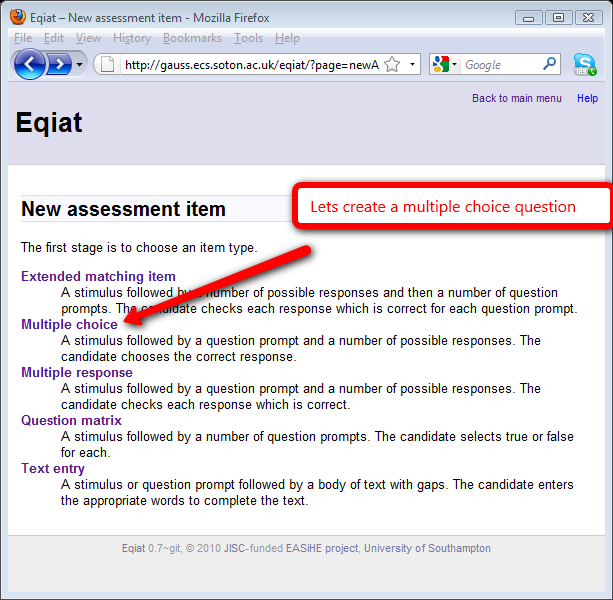 Eqiat – New assessment item - Mozilla Firefox
File Edit View History Bookmarks Tools Help
http://gauss.ecs.soton.ac.uk/eqiat/?page=newA
Google
Back to main menu Help
Eqiat
New assessment item
Lets create a multiple choice question
The first stage is to choose an item type.
Extended matching item
A stimulus followed by a number of possible responses and then a number of question
prompts. The candidate checks each response which is correct for each question prompt.
Multiple choice
A stimulus followed by a question prompt and a number of possible responses. The
candidate chooses the correct response.
Multiple response
A stimulus followed by a question prompt and a number of possible responses. The
candidate checks each response which is correct.
Question matrix
A stimulus followed by a number of question prompts. The candidate selects true or false
for each.
Text entry
A stimulus or question prompt followed by a body of text with gaps. The candidate enters
the appropriate words to complete the text.
Eqiat 0.7~git, © 2010 JISC-funded EASiHE project, University of Southampton